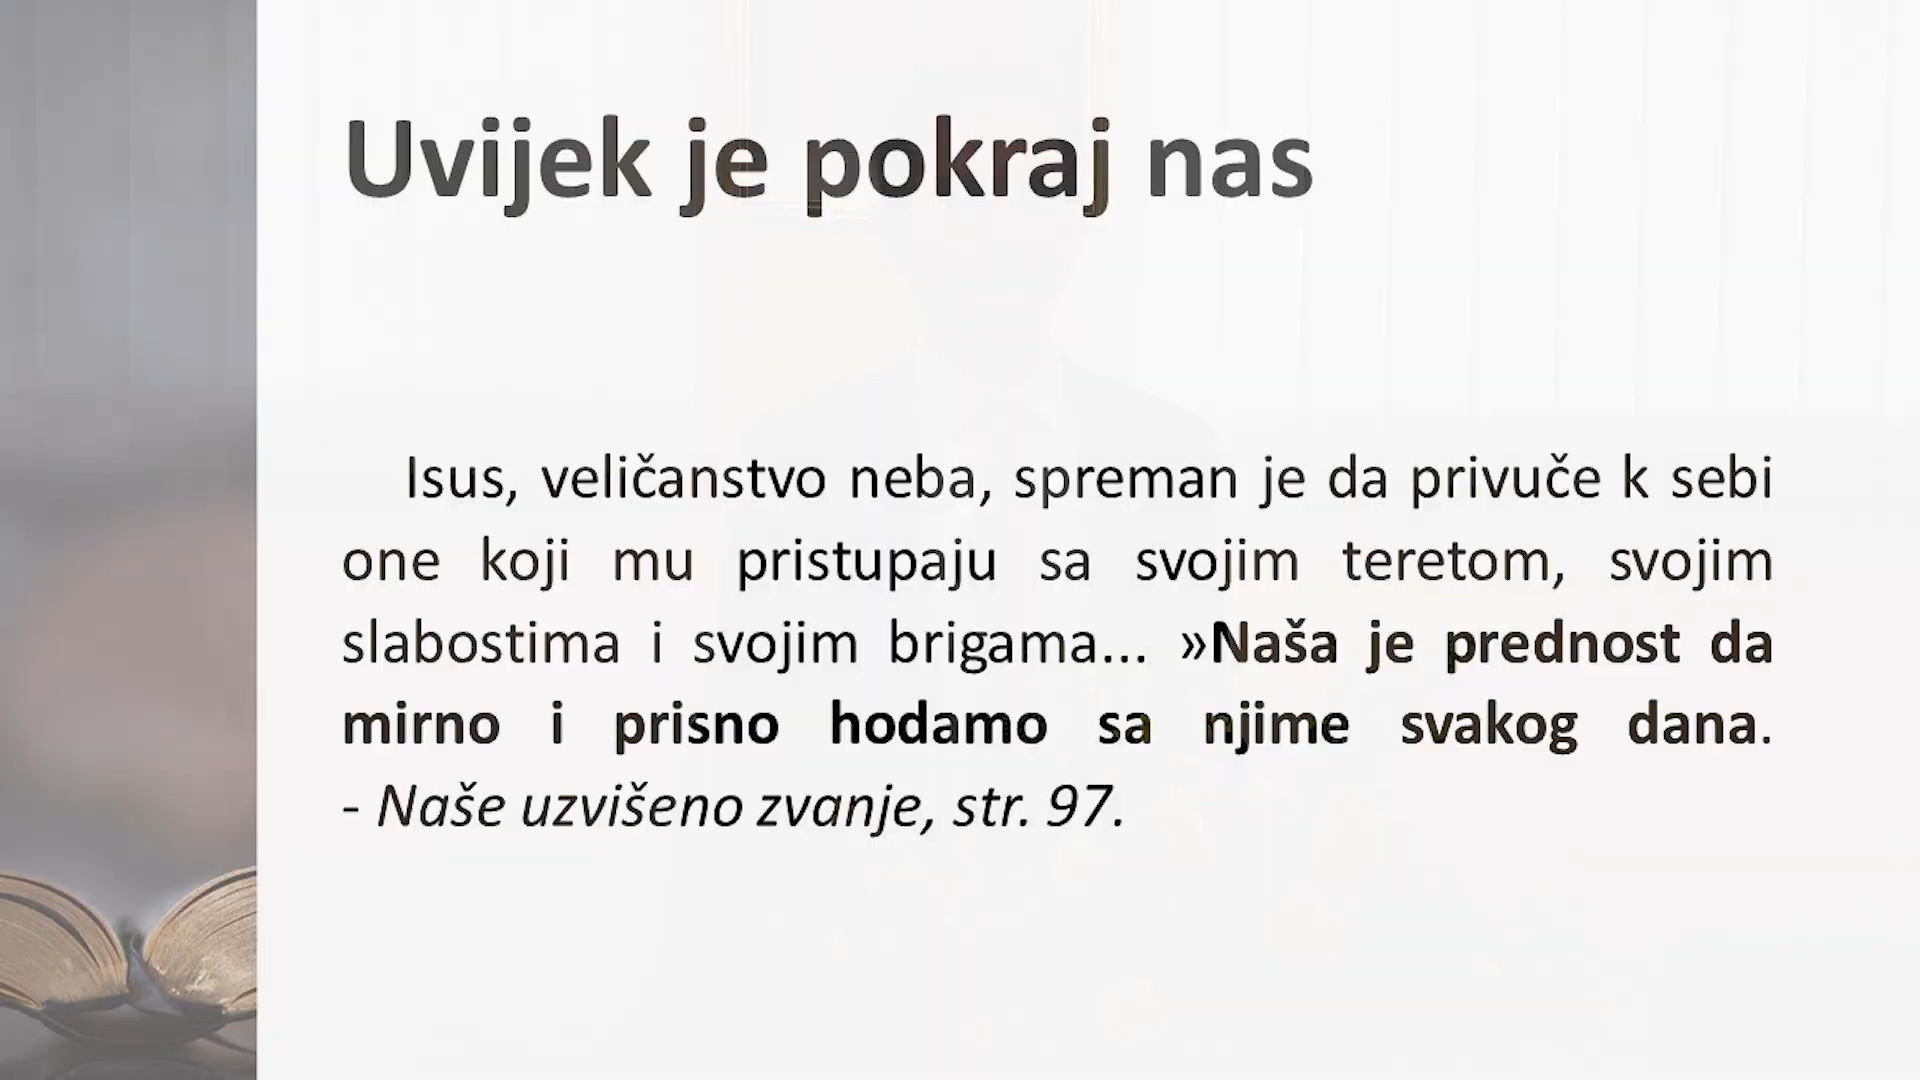 Uvijek je pokraj nas
Isus, veličanstvo neba, spreman je da privuče k sebi
one koji mu pristupaju sa svojim teretom, svojim
slabostima i svojim brigama... »Naša je prednost da
mirno i prisno hodamo sa njime svakog dana.
- Naše uzvišeno zvanje, str. 97.